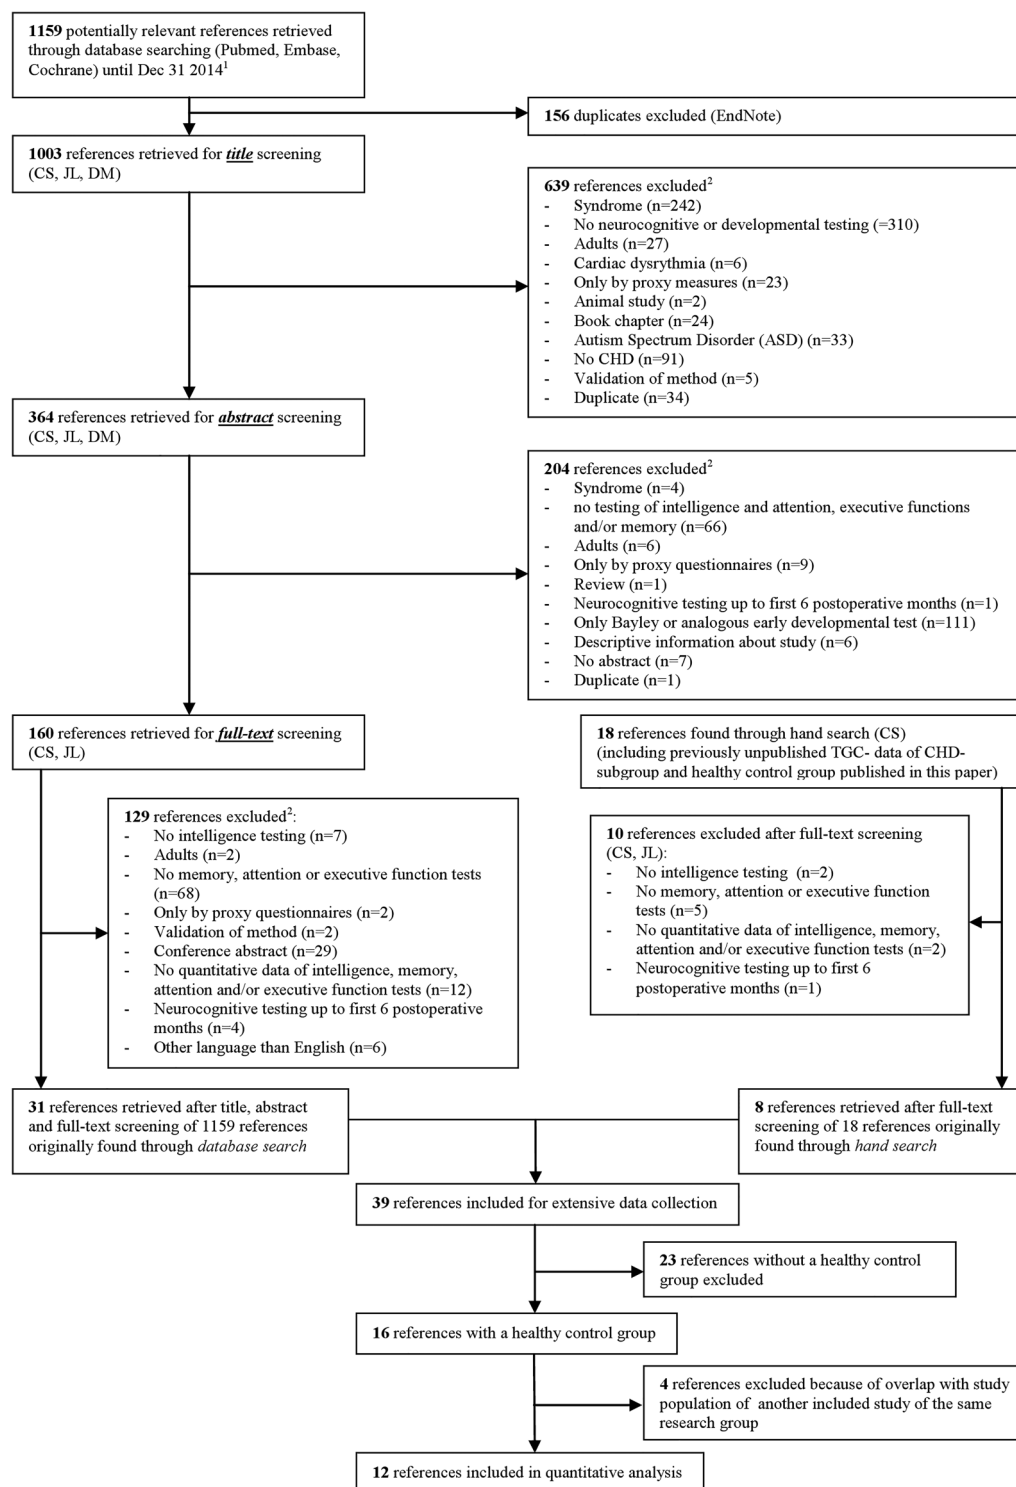 1159 potentially relevant references retrieved
through database searching (Pubmed, Embase,
Cochrane) until Dec 31 2014¹
156 duplicates excluded (EndNote)
1003 references retrieved for title screening
(CS, JL, DM)
639 references excluded²
- Syndrome (n=242)
- No neurocognitive or developmental testing (=310)
- Adults (n=27)
- Cardiac dysrythmia (n=6)
- Only by proxy measures (n=23)
- Animal study (n=2)
- Book chapter (n=24)
- Autism Spectrum Disorder (ASD) (n=33)
- No CHD (n=91)
- Validation of method (n=5)
- Duplicate (n=34)
364 references retrieved for abstract screening
(CS, JL, DM)
204 references excluded²
- Syndrome (n=4)
- no testing of intelligence and attention, executive functions
and/or memory (n=66)
- Adults (n=6)
- Only by proxy questionnaires (n=9)
- Review (n=1)
- Neurocognitive testing up to first 6 postoperative months (n=1)
- Only Bayley or analogous early developmental test (n=111)
- Descriptive information about study (n=6)
- No abstract (n=7)
- Duplicate (n=1)
160 references retrieved for full-text screening
(CS, JL)
18 references found through hand search (CS)
(including previously unpublished TGC- data of CHD-
subgroup and healthy control group published in this paper)
129 references excluded²:
- No intelligence testing (n=7)
- Adults (n=2)
- No memory, attention or executive function tests
(n=68)
- Only by proxy questionnaires (n=2)
- Validation of method (n=2)
- Conference abstract (n=29)
- No quantitative data of intelligence, memory,
attention and/or executive function tests (n=12)
- Neurocognitive testing up to first 6 postoperative
months (n=4)
- Other language than English (n=6)
10 references excluded after full-text screening
(CS, JL):
- No intelligence testing (n=2)
- No memory, attention or executive function
tests (n=5)
- No quantitative data of intelligence, memory,
attention and/or executive function tests (n=2)
- Neurocognitive testing up to first 6
postoperative months (n=1)
31 references retrieved after title, abstract
and full-text screening of 1159 references
originally found through database search
8 references retrieved after full-text
screening of 18 references originally
found through hand search
39 references included for extensive data collection
23 references without a healthy control
group excluded
16 references with a healthy control group
4 references excluded because of overlap with study
population of another included study of the same
research group
12 references included in quantitative analysis